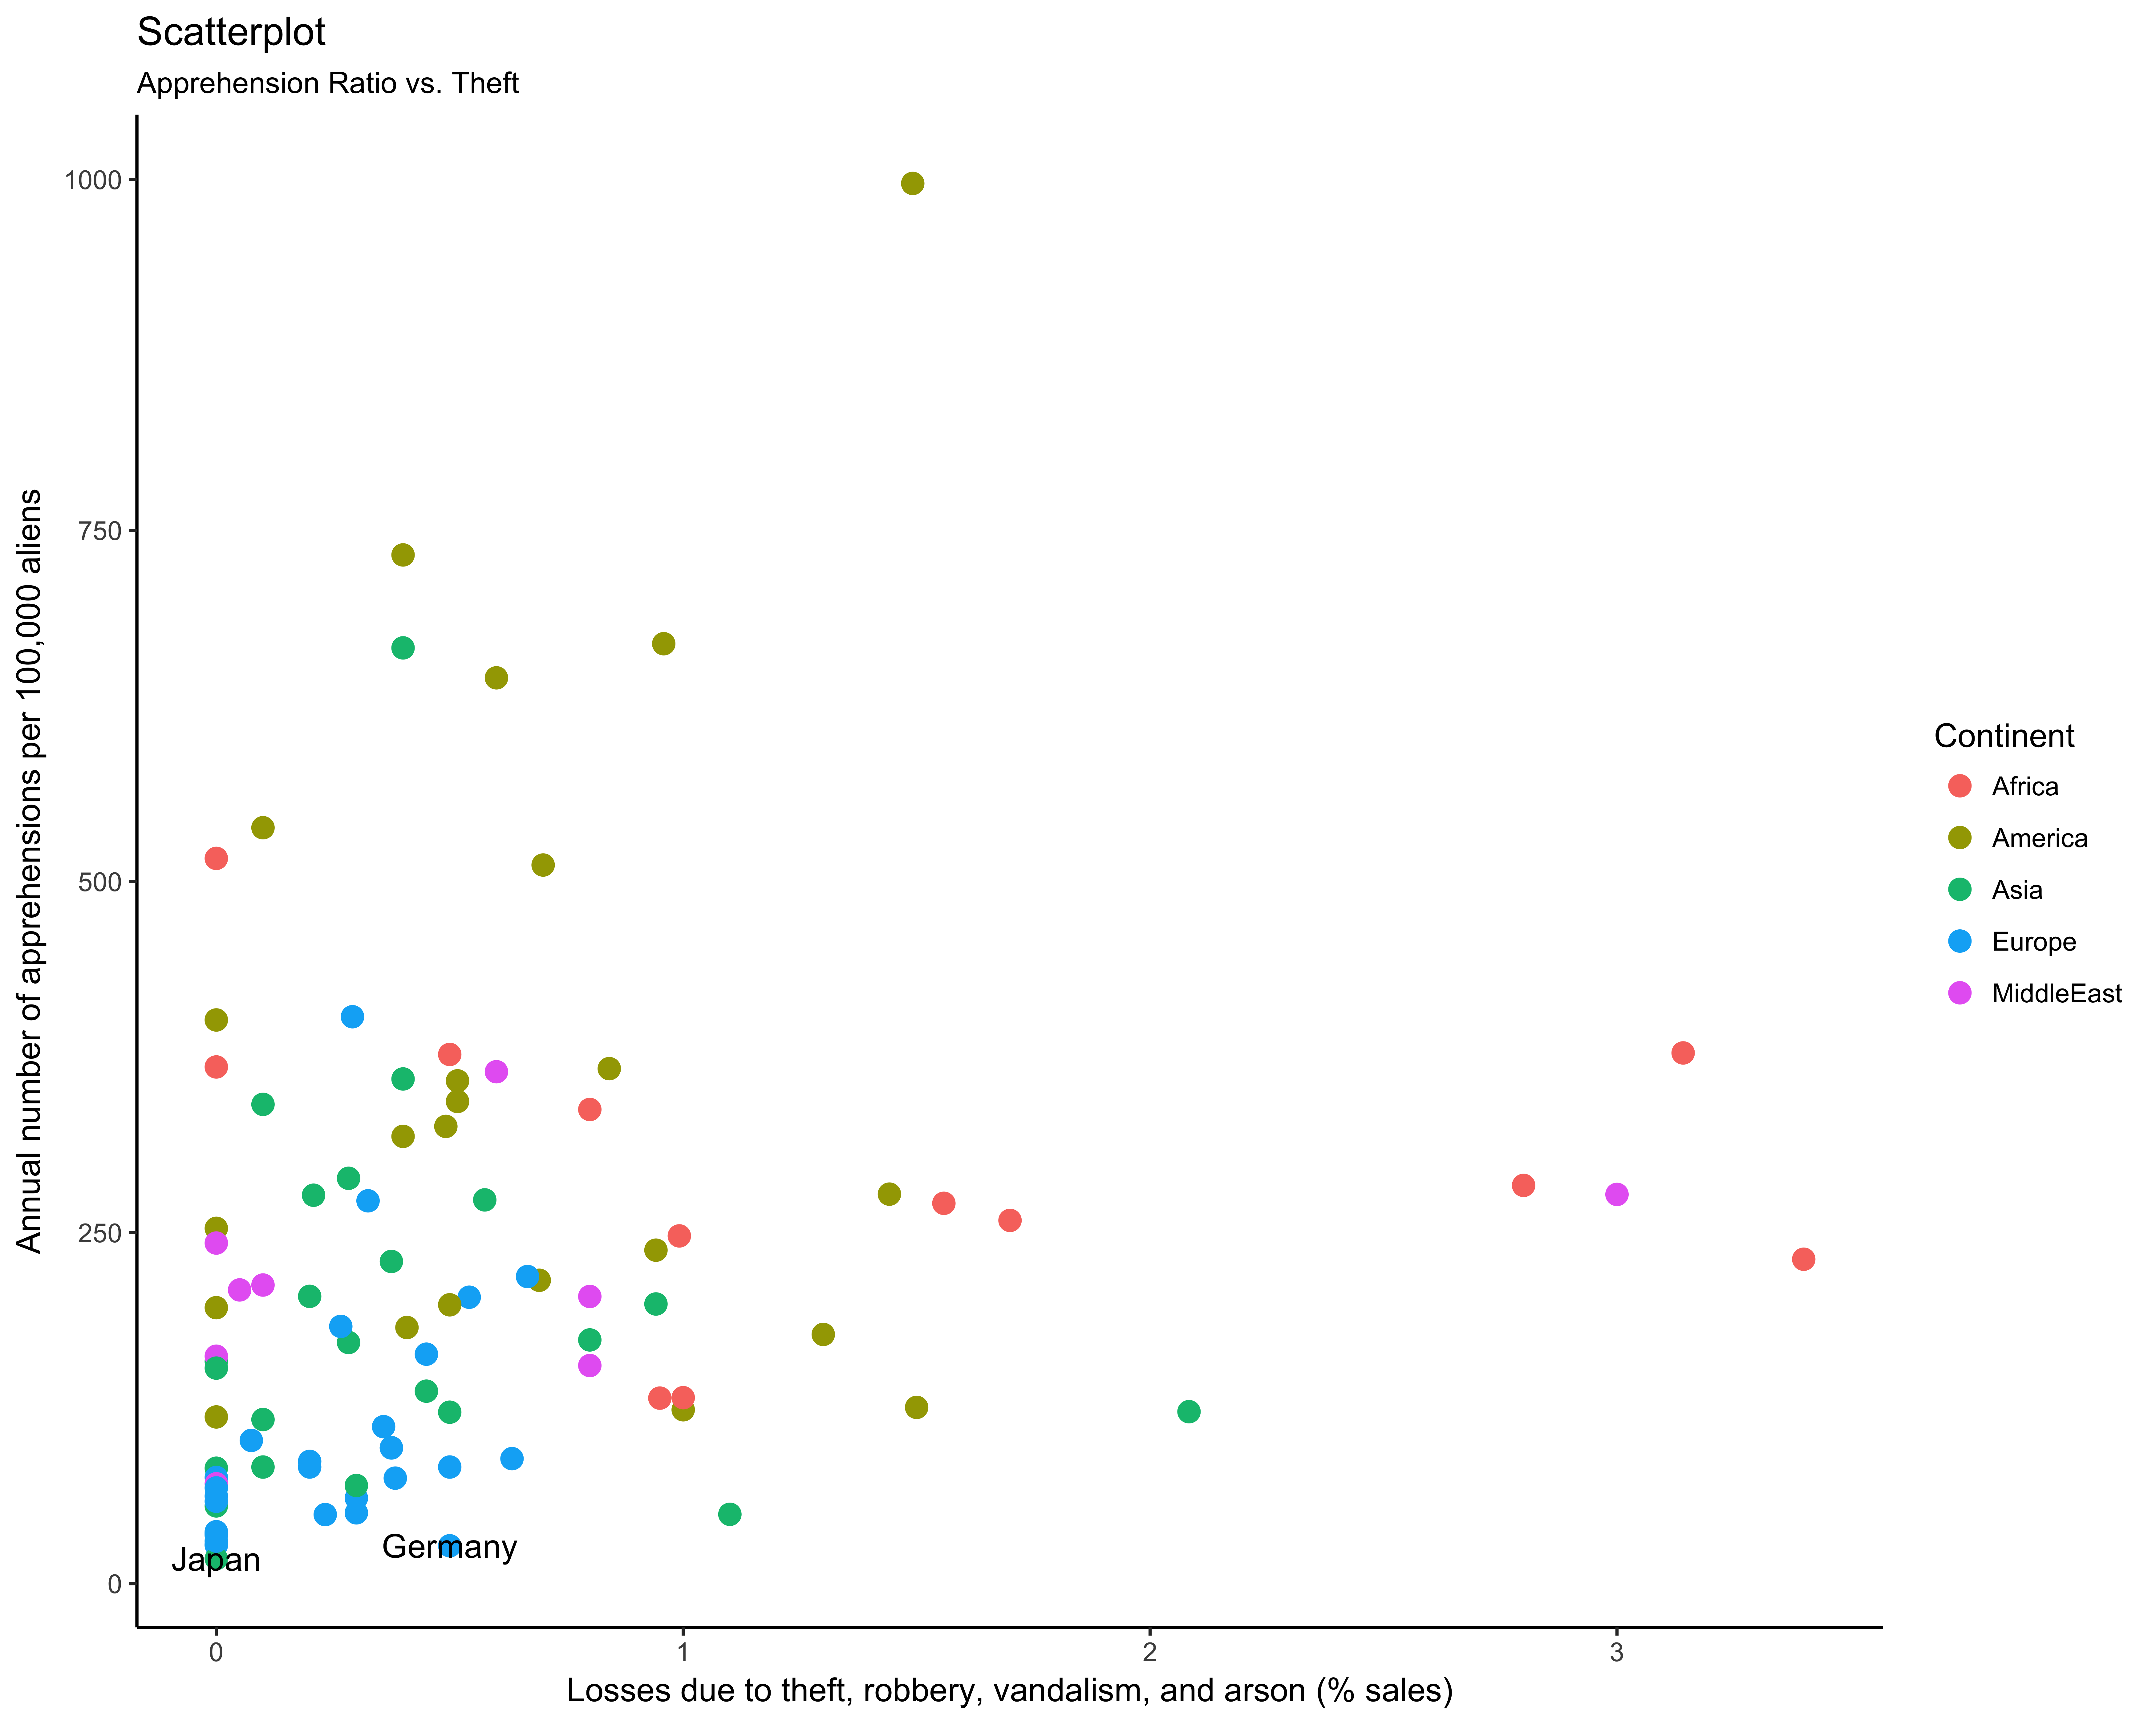 Scatterplot
Apprehension Ratio vs. Theft
Annual number of apprehensions per 100,000 aliens
1000
750
500
250
0
Japan
Germany
0 1 2 3
Losses due to theft, robbery, vandalism, and arson (% sales)
Continent
Africa
America
Asia
Europe
MiddleEast